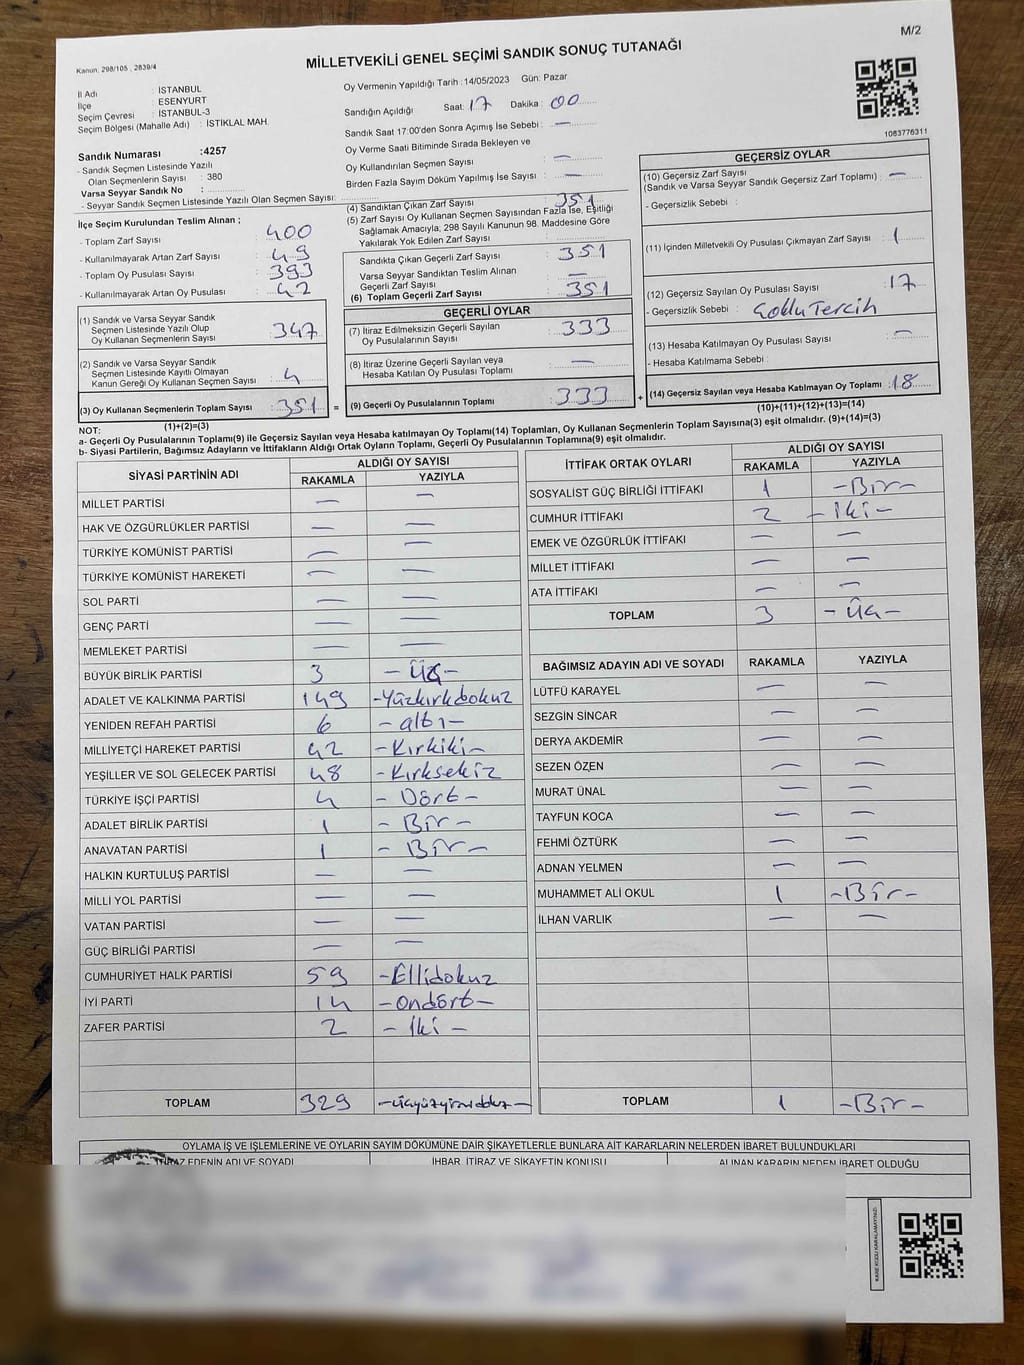 M/2
Kanun, 298/105 , 2839/4
MİLLETVEKİLİ GENEL SEÇİMİ SANDIK SONUÇ TUTANAĞI
İl Adı : İSTANBUL
İlçe : ESENYURT
Seçim Çevresi : İSTANBUL-3
Seçim Bölgesi (Mahalle Adı) : İSTİKLAL MAH.
Sandık Numarası :4257
- Sandık Seçmen Listesinde Yazılı
Olan Seçmenlerin Sayısı : 380
Varsa Seyyar Sandık No :
- Seyyar Sandık Seçmen Listesinde Yazılı Olan Seçmen Sayısı:
Oy Vermenin Yapıldığı Tarih : 14/05/2023 Gün: Pazar
Sandığın Açıldığı Saat: 17 Dakika : 00
Sandık Saat 17:00'den Sonra Açımış İse Sebebi : —
Oy Verme Saati Bitiminde Sırada Bekleyen ve
Oy Kullandırılan Seçmen Sayısı : —
Birden Fazla Sayım Döküm Yapılmış İse Sayısı : —
1083776311
İlçe Seçim Kurulundan Teslim Alınan ;
- Toplam Zarf Sayısı : 400
- Kullanılmayarak Artan Zarf Sayısı : 49
- Toplam Oy Pusulası Sayısı : 393
- Kullanılmayarak Artan Oy Pusulası : 42
(4) Sandıktan Çıkan Zarf Sayısı : 351
(5) Zarf Sayısı Oy Kullanan Seçmen Sayısından Fazla İse, Eşitliği
Sağlamak Amacıyla, 298 Sayılı Kanunun 98. Maddesine Göre
Yakılarak Yok Edilen Zarf Sayısı :
Sandıkta Çıkan Geçerli Zarf Sayısı : 351
Varsa Seyyar Sandıktan Teslim Alınan
Geçerli Zarf Sayısı : —
(6) Toplam Geçerli Zarf Sayısı : 351
GEÇERSİZ OYLAR
(10) Geçersiz Zarf Sayısı
(Sandık ve Varsa Seyyar Sandık Geçersiz Zarf Toplamı) : —
- Geçersizlik Sebebi :
(11) İçinden Milletvekili Oy Pusulası Çıkmayan Zarf Sayısı : 1
(12) Geçersiz Sayılan Oy Pusulası Sayısı : 17
- Geçersizlik Sebebi : Çoklu Tercih
(13) Hesaba Katılmayan Oy Pusulası Sayısı : —
- Hesaba Katılmama Sebebi :
(14) Geçersiz Sayılan veya Hesaba Katılmayan Oy Toplamı : 18
(10)+(11)+(12)+(13)=(14)
(1) Sandık ve Varsa Seyyar Sandık
Seçmen Listesinde Yazılı Olup
Oy Kullanan Seçmenlerin Sayısı : 347
(2) Sandık ve Varsa Seyyar Sandık
Seçmen Listesinde Kayıtlı Olmayan
Kanun Gereği Oy Kullanan Seçmen Sayısı : 4
(3) Oy Kullanan Seçmenlerin Toplam Sayısı : 351 =
(1)+(2)=(3)
GEÇERLİ OYLAR
(7) İtiraz Edilmeksizin Geçerli Sayılan
Oy Pusulalarının Sayısı : 333
(8) İtiraz Üzerine Geçerli Sayılan veya
Hesaba Katılan Oy Pusulası Toplamı : —
(9) Geçerli Oy Pusulalarının Toplamı : 333 +
NOT:
a- Geçerli Oy Pusulalarının Toplamı(9) ile Geçersiz Sayılan veya Hesaba katılmayan Oy Toplamı(14) Toplamları, Oy Kullanan Seçmenlerin Toplam Sayısına(3) eşit olmalıdır. (9)+(14)=(3)
b- Siyasi Partilerin, Bağımsız Adayların ve İttifakların Aldığı Ortak Oyların Toplamı, Geçerli Oy Pusulalarının Toplamına(9) eşit olmalıdır.
SİYASİ PARTİNİN ADI ALDIĞI OY SAYISI
RAKAMLA YAZIYLA
MİLLET PARTİSİ — —
HAK VE ÖZGÜRLÜKLER PARTİSİ — —
TÜRKİYE KOMÜNİST PARTİSİ — —
TÜRKİYE KOMÜNİST HAREKETİ — —
SOL PARTİ — —
GENÇ PARTİ — —
MEMLEKET PARTİSİ — —
BÜYÜK BİRLİK PARTİSİ 3 -Üç-
ADALET VE KALKINMA PARTİSİ 149 -Yüzkırkdokuz
YENİDEN REFAH PARTİSİ 6 -altı-
MİLLİYETÇİ HAREKET PARTİSİ 42 -Kırkiki-
YEŞİLLER VE SOL GELECEK PARTİSİ 48 -Kırksekiz
TÜRKİYE İŞÇİ PARTİSİ 4 -Dört-
ADALET BİRLİK PARTİSİ 1 -Bir-
ANAVATAN PARTİSİ 1 -Bir-
HALKIN KURTULUŞ PARTİSİ — —
MİLLİ YOL PARTİSİ — —
VATAN PARTİSİ — —
GÜÇ BİRLİĞİ PARTİSİ — —
CUMHURİYET HALK PARTİSİ 59 -Ellidokuz
İYİ PARTİ 14 -Ondört-
ZAFER PARTİSİ 2 -İki-
TOPLAM 329
İTTİFAK ORTAK OYLARI ALDIĞI OY SAYISI
RAKAMLA YAZIYLA
SOSYALİST GÜÇ BİRLİĞİ İTTİFAKI 1 -Bir-
CUMHUR İTTİFAKI 2 -İki-
EMEK VE ÖZGÜRLÜK İTTİFAKI — —
MİLLET İTTİFAKI — —
ATA İTTİFAKI — —
TOPLAM 3 -Üç-
BAĞIMSIZ ADAYIN ADI VE SOYADI RAKAMLA YAZIYLA
LÜTFÜ KARAYEL — —
SEZGİN SİNCAR — —
DERYA AKDEMİR — —
SEZEN ÖZEN — —
MURAT ÜNAL — —
TAYFUN KOCA — —
FEHMİ ÖZTÜRK — —
ADNAN YELMEN — —
MUHAMMET ALİ OKUL 1 -Bir-
İLHAN VARLIK — —
TOPLAM 1 -Bir-
OYLAMA İŞ VE İŞLEMLERİNE VE OYLARIN SAYIM DÖKÜMÜNE DAİR ŞİKAYETLERLE BUNLARA AİT KARARLARIN NELERDEN İBARET BULUNDUKLARI
EDENİN ADI VE SOYADI İHBAR, İTİRAZ VE ŞİKAYETİN KONUSU ALINAN KARARIN NEDEN İBARET OLDUĞU
KARE KODU KARALAMAYINIZ!